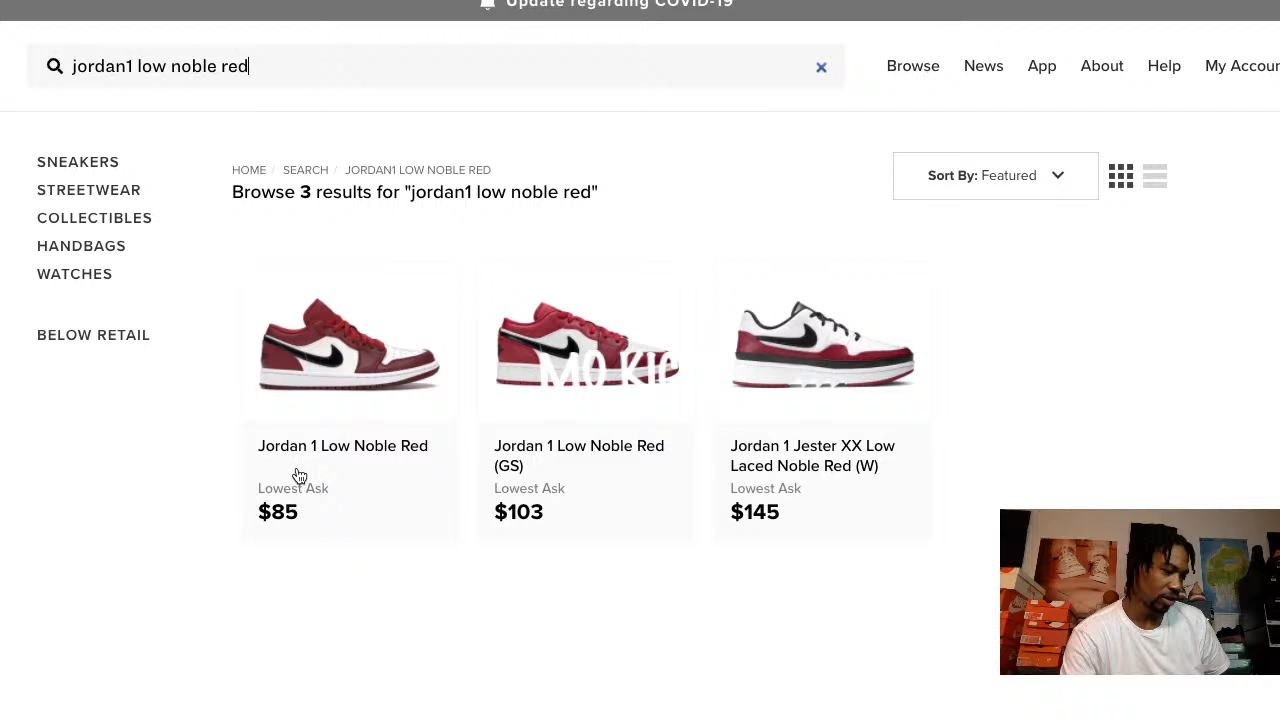 Update regarding COVID-19
jordan1 low noble red
Browse
News
App
About
Help
My Accoun
SNEAKERS
STREETWEAR
COLLECTIBLES
HANDBAGS
WATCHES
BELOW RETAIL
HOME / SEARCH / JORDAN1 LOW NOBLE RED
Browse 3 results for "jordan1 low noble red"
Sort By: Featured
MO KIC
Jordan 1 Low Noble Red
Lowest Ask
$85
Jordan 1 Low Noble Red
(GS)
Lowest Ask
$103
Jordan 1 Jester XX Low
Laced Noble Red (W)
Lowest Ask
$145